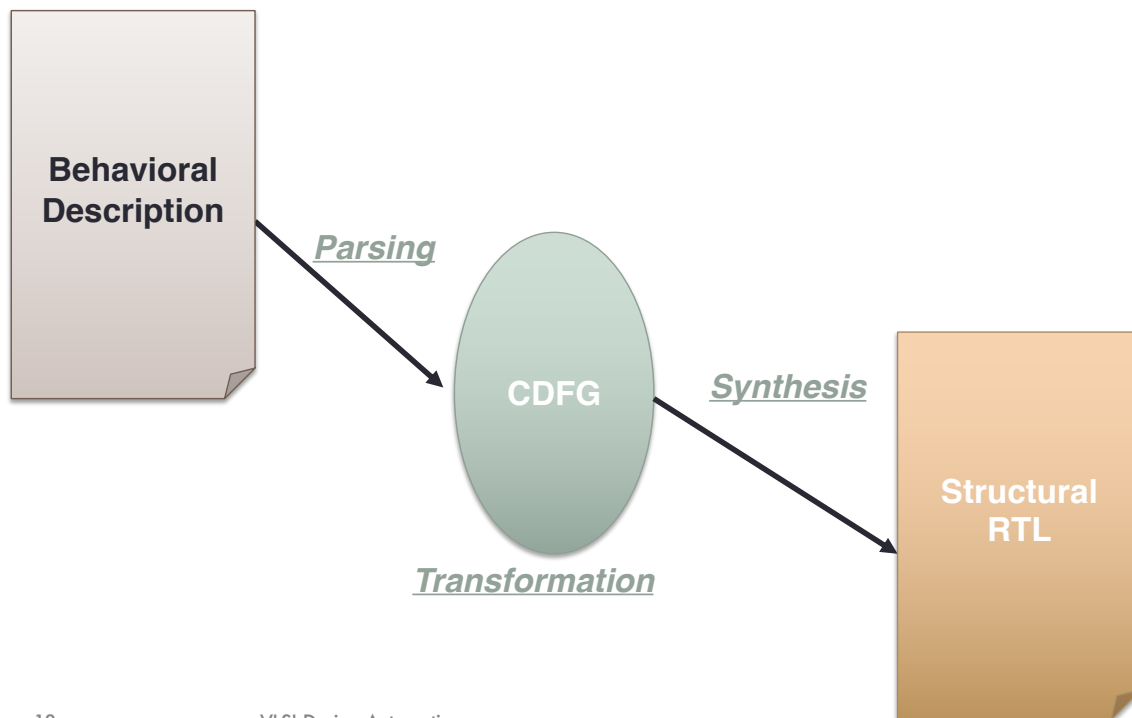 Behavioral
Description
Parsing
CDFG
Synthesis
Structural
RTL
Transformation